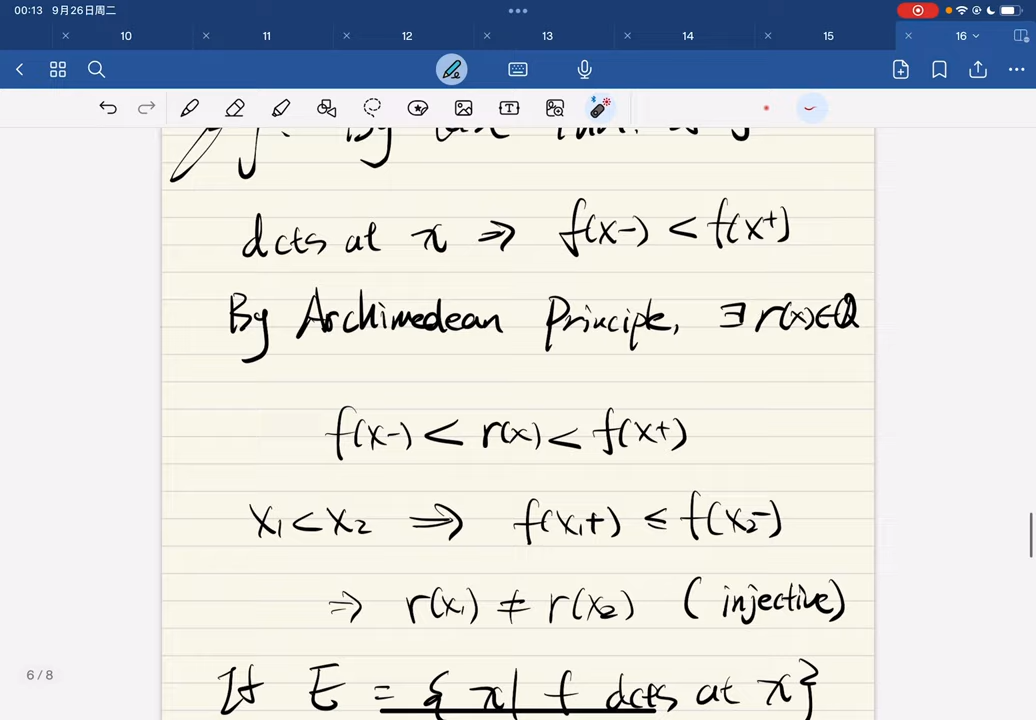 00:13 9月26日周二
10 11 12 13 14 15 16
dcts at x ⇒ f(x-) < f(x+)
By Archimedean Principle, ∃ r(x) ∈ Q
f(x-) < r(x) < f(x+)
x₁ < x₂ ⇒ f(x₁+) ≤ f(x₂-)
⇒ r(x₁) ≠ r(x₂) (injective)
6 / 8
If E = {x| f dcts at x}